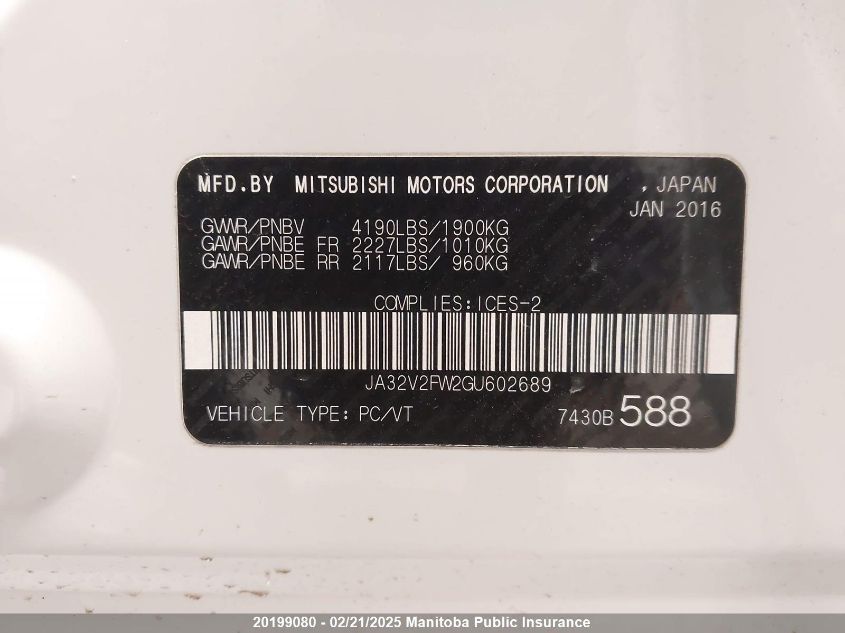 MFD.BY MITSUBISHI MOTORS CORPORATION , JAPAN
JAN 2016
GVWR/PNBV 4190LBS/1900KG
GAWR/PNBE FR 2227LBS/1010KG
GAWR/PNBE RR 2117LBS/ 960KG
COMPLIES:ICES-2
JA32V2FW2GU602689
VEHICLE TYPE: PC/VT 7430B 588
20199080 - 02/21/2025 Manitoba Public Insurance